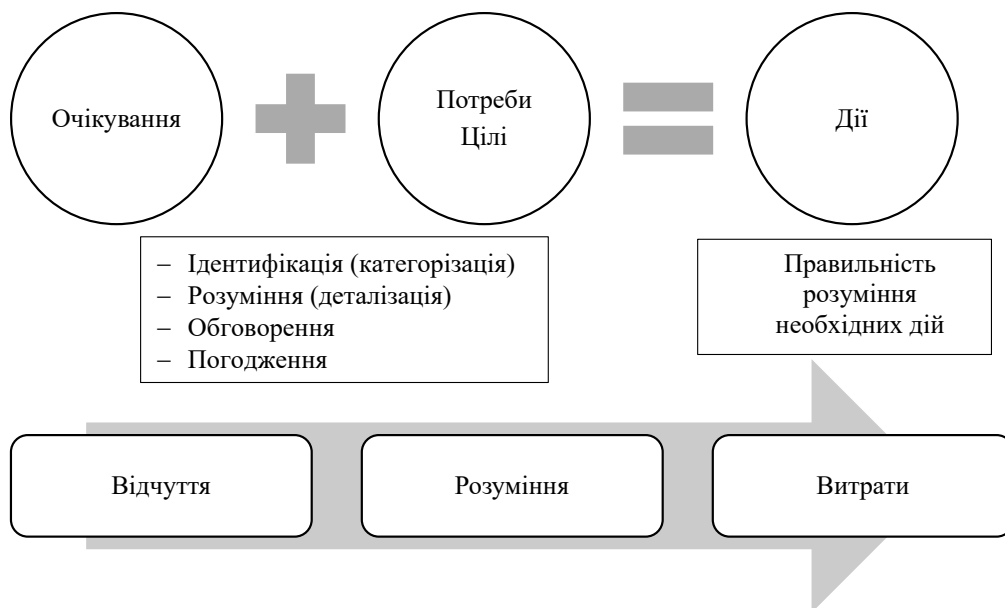 Очікування
Потреби
Цілі
Дії
– Ідентифікація (категорізація)
– Розуміння (деталізація)
– Обговорення
– Погодження
Правильність
розуміння
необхідних дій
Відчуття
Розуміння
Витрати